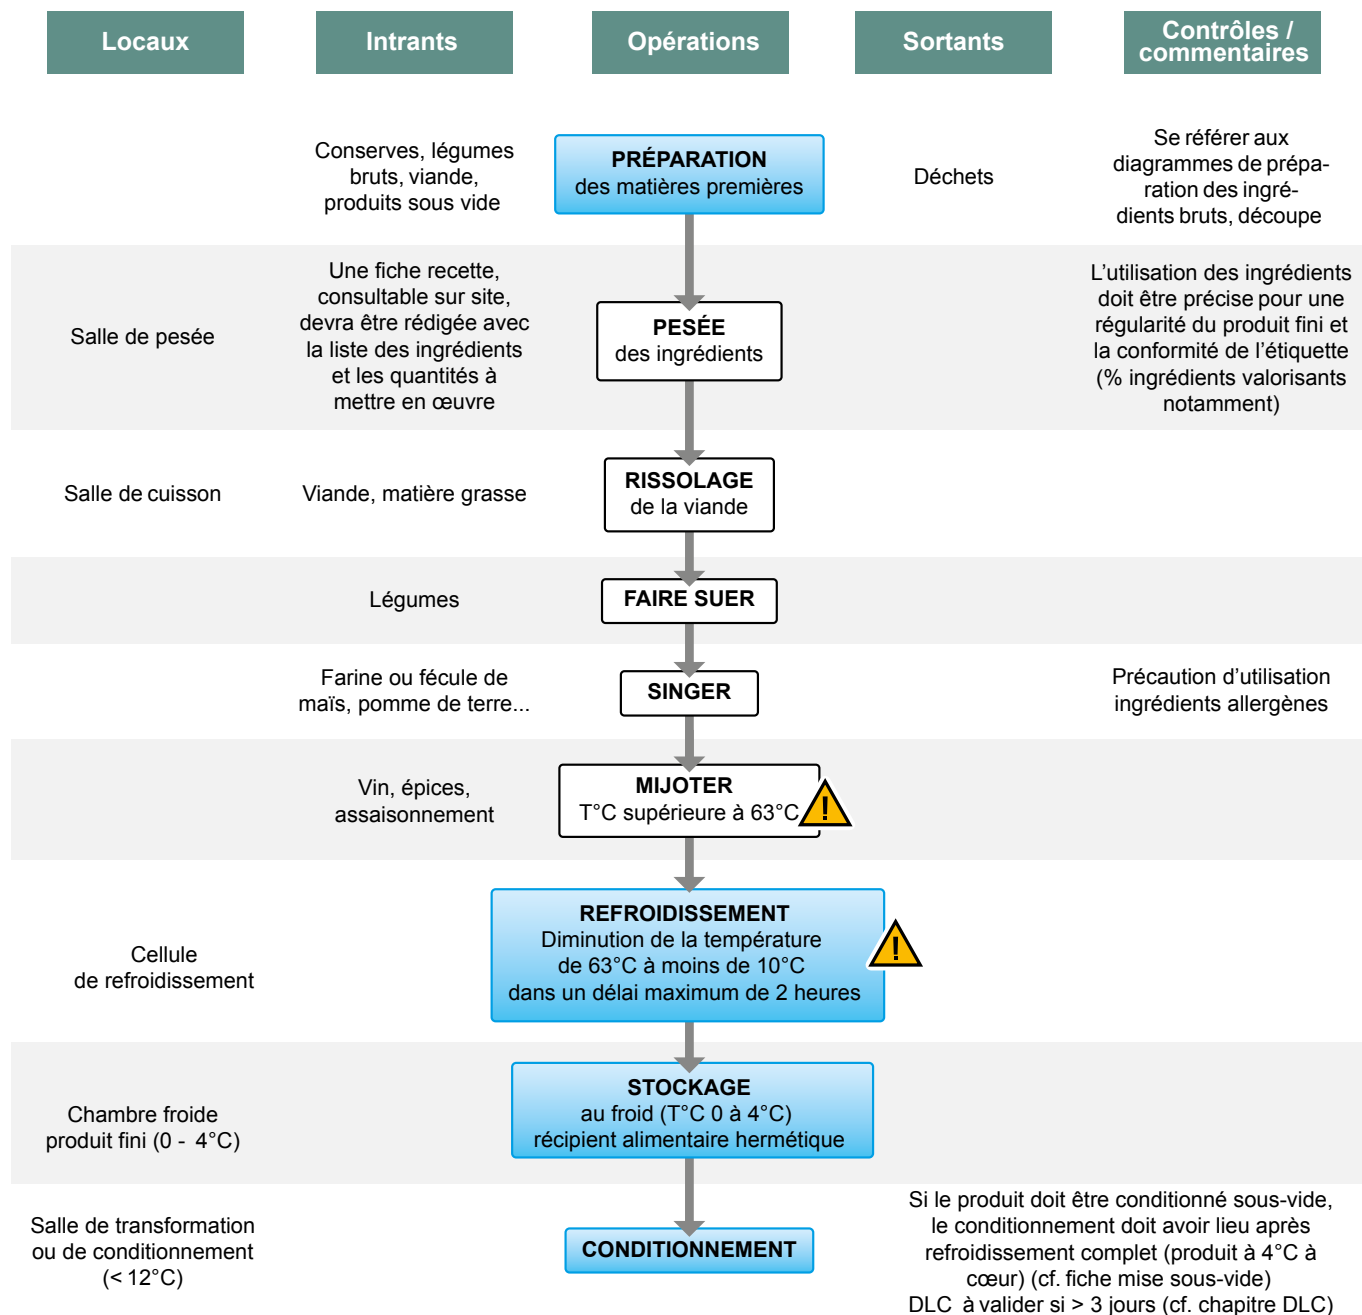 Locaux
Intrants
Opérations
Sortants
Contrôles /
commentaires
Conserves, légumes
bruts, viande,
produits sous vide
PRÉPARATION
des matières premières
Déchets
Se référer aux
diagrammes de prépa-
ration des ingré-
dients bruts, découpe
Salle de pesée
Une fiche recette,
consultable sur site,
devra être rédigée avec
la liste des ingrédients
et les quantités à
mettre en œuvre
PESÉE
des ingrédients
L’utilisation des ingrédients
doit être précise pour une
régularité du produit fini et
la conformité de l’étiquette
(% ingrédients valorisants
notamment)
Salle de cuisson
Viande, matière grasse
RISSOLAGE
de la viande
Légumes
FAIRE SUER
Farine ou fécule de
maïs, pomme de terre...
SINGER
Précaution d’utilisation
ingrédients allergènes
Vin, épices,
assaisonnement
MIJOTER
T°C supérieure à 63°C
!
Cellule
de refroidissement
REFROIDISSEMENT
Diminution de la température
de 63°C à moins de 10°C
dans un délai maximum de 2 heures
!
Chambre froide
produit fini (0 - 4°C)
STOCKAGE
au froid (T°C 0 à 4°C)
récipient alimentaire hermétique
Salle de transformation
ou de conditionnement
(< 12°C)
CONDITIONNEMENT
Si le produit doit être conditionné sous-vide,
le conditionnement doit avoir lieu après
refroidissement complet (produit à 4°C à
cœur) (cf. fiche mise sous-vide)
DLC à valider si > 3 jours (cf. chapitre DLC)